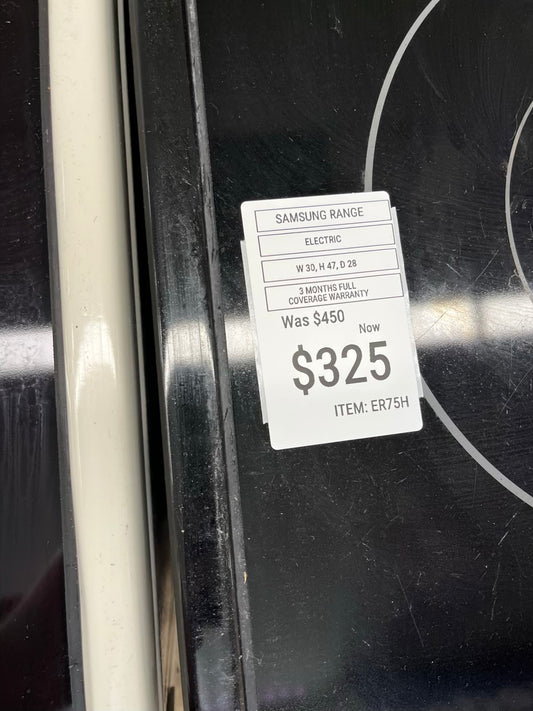 SAMSUNG RANGE
ELECTRIC
W 30, H 47, D 28
3 MONTHS FULL
COVERAGE WARRANTY
Was $450
Now
$325
ITEM: ER75H